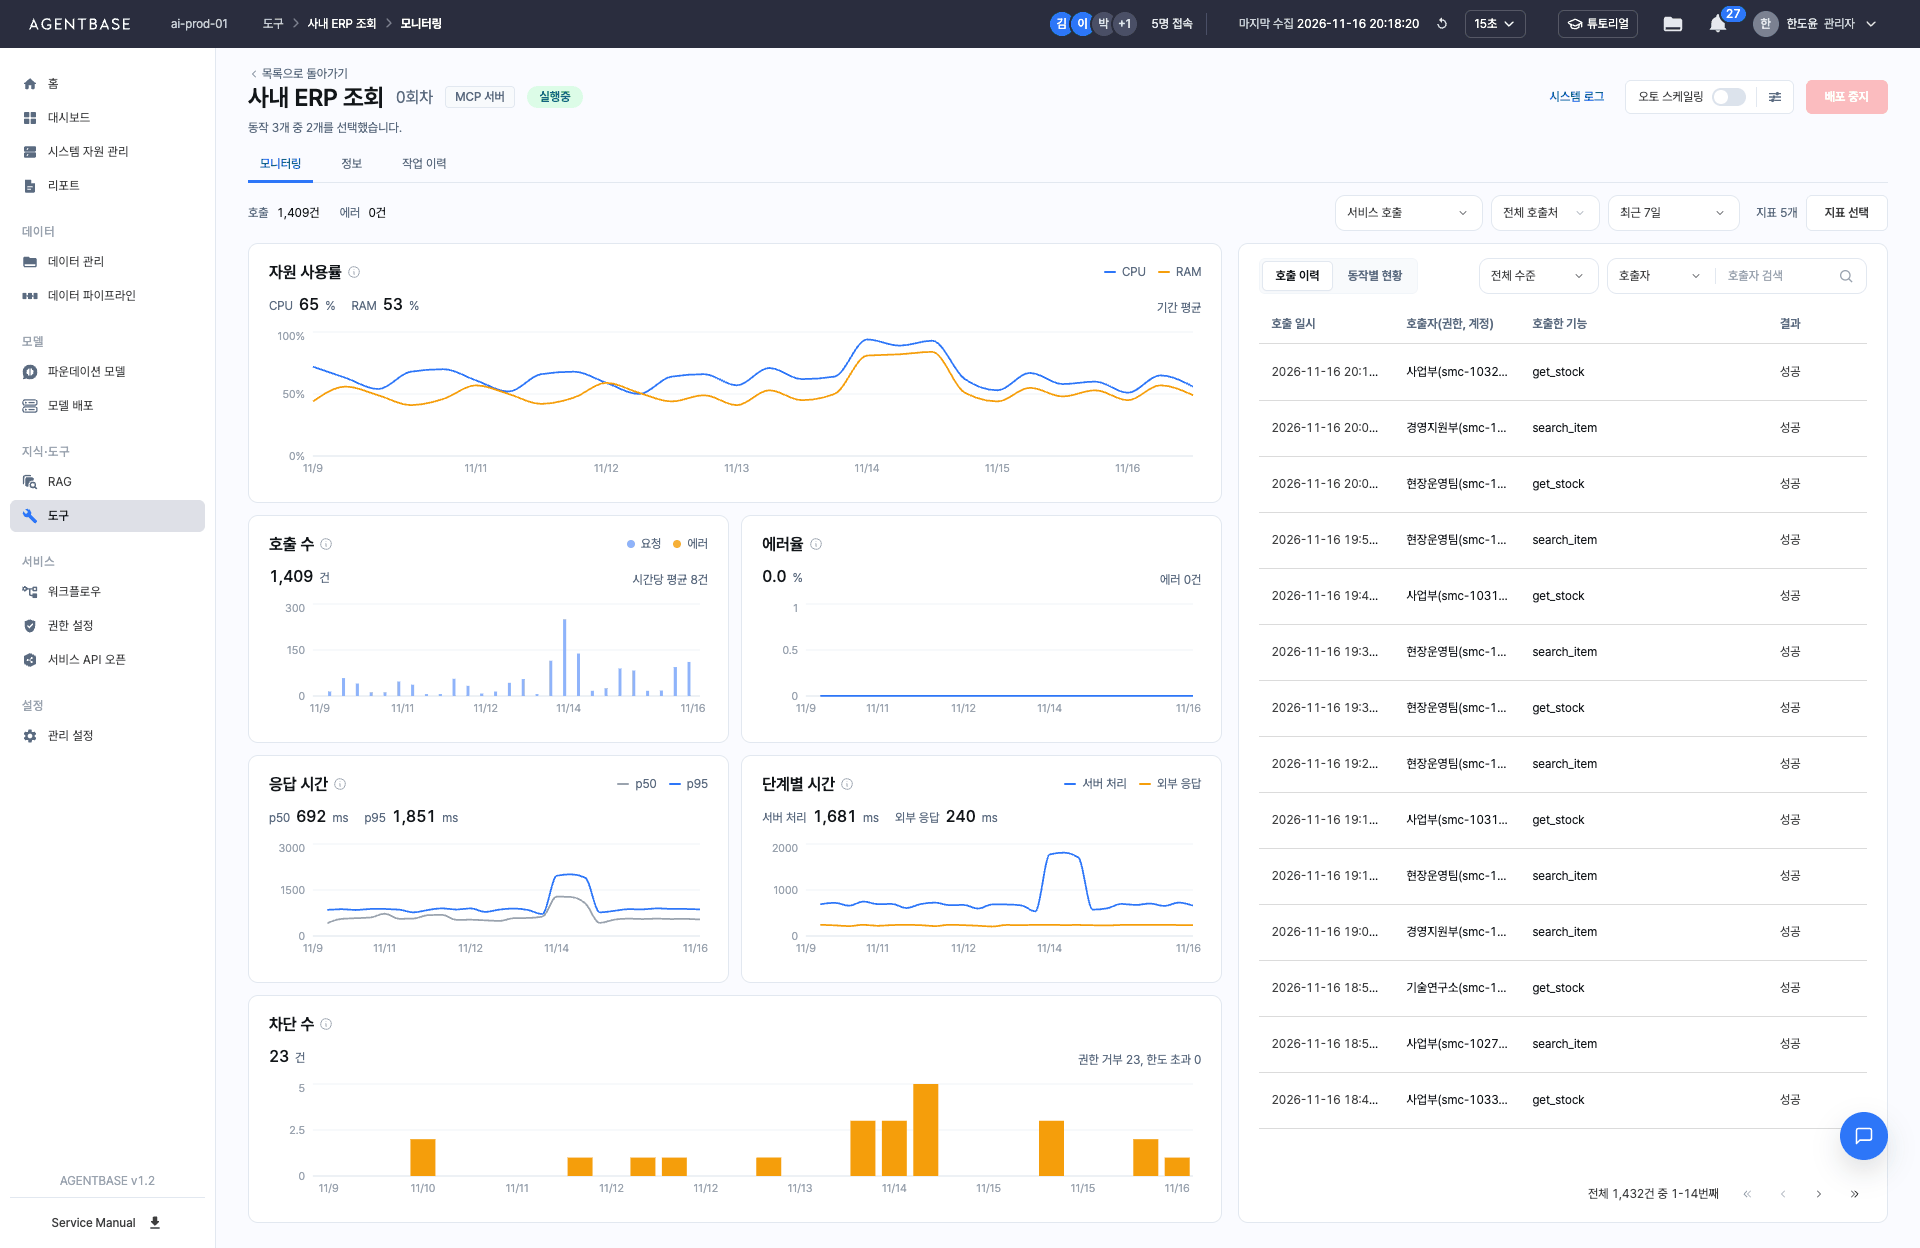 AGENTBASE
ai-prod-01
도구 > 사내 ERP 조회 > 모니터링
김 이 박 +1 5명 접속
마지막 수집 2026-11-16 20:18:20
15초
튜토리얼
27
한 한도윤 관리자
홈
대시보드
시스템 자원 관리
리포트
데이터
데이터 관리
데이터 파이프라인
모델
파운데이션 모델
모델 배포
지식·도구
RAG
도구
서비스
워크플로우
권한 설정
서비스 API 오픈
설정
관리 설정
AGENTBASE v1.2
Service Manual
목록으로 돌아가기
사내 ERP 조회 0회차 MCP 서버 실행중
동작 3개 중 2개를 선택했습니다.
시스템 로그
오토 스케일링
배포 중지
모니터링 정보 작업 이력
호출 1,409건 에러 0건
서비스 호출
전체 호출처
최근 7일
지표 5개
지표 선택
자원 사용률
CPU RAM
CPU 65 % RAM 53 %
기간 평균
100%
50%
0%
11/9 11/11 11/12 11/13 11/14 11/15 11/16
호출 수
요청 에러
1,409 건
시간당 평균 8건
300
150
0
11/9 11/11 11/12 11/14 11/16
에러율
0.0 %
에러 0건
1
0.5
0
11/9 11/11 11/12 11/14 11/16
응답 시간
p50 p95
p50 692 ms p95 1,851 ms
3000
1500
0
11/9 11/11 11/12 11/14 11/16
단계별 시간
서버 처리 외부 응답
서버 처리 1,681 ms 외부 응답 240 ms
2000
1000
0
11/9 11/11 11/12 11/14 11/16
차단 수
23 건
권한 거부 23, 한도 초과 0
5
2.5
0
11/9 11/10 11/11 11/12 11/12 11/13 11/14 11/15 11/15 11/16
호출 이력 동작별 현황
전체 수준
호출자
호출자 검색
호출 일시 호출자(권한, 계정) 호출한 기능 결과
2026-11-16 20:1... 사업부(smc-1032... get_stock 성공
2026-11-16 20:0... 경영지원부(smc-1... search_item 성공
2026-11-16 20:0... 현장운영팀(smc-1... get_stock 성공
2026-11-16 19:5... 현장운영팀(smc-1... search_item 성공
2026-11-16 19:4... 사업부(smc-1031... get_stock 성공
2026-11-16 19:3... 현장운영팀(smc-1... search_item 성공
2026-11-16 19:3... 현장운영팀(smc-1... get_stock 성공
2026-11-16 19:2... 현장운영팀(smc-1... search_item 성공
2026-11-16 19:1... 사업부(smc-1031... get_stock 성공
2026-11-16 19:1... 현장운영팀(smc-1... search_item 성공
2026-11-16 19:0... 경영지원부(smc-1... search_item 성공
2026-11-16 18:5... 기술연구소(smc-1... get_stock 성공
2026-11-16 18:5... 사업부(smc-1027... search_item 성공
2026-11-16 18:4... 사업부(smc-1033... get_stock 성공
전체 1,432건 중 1-14번째